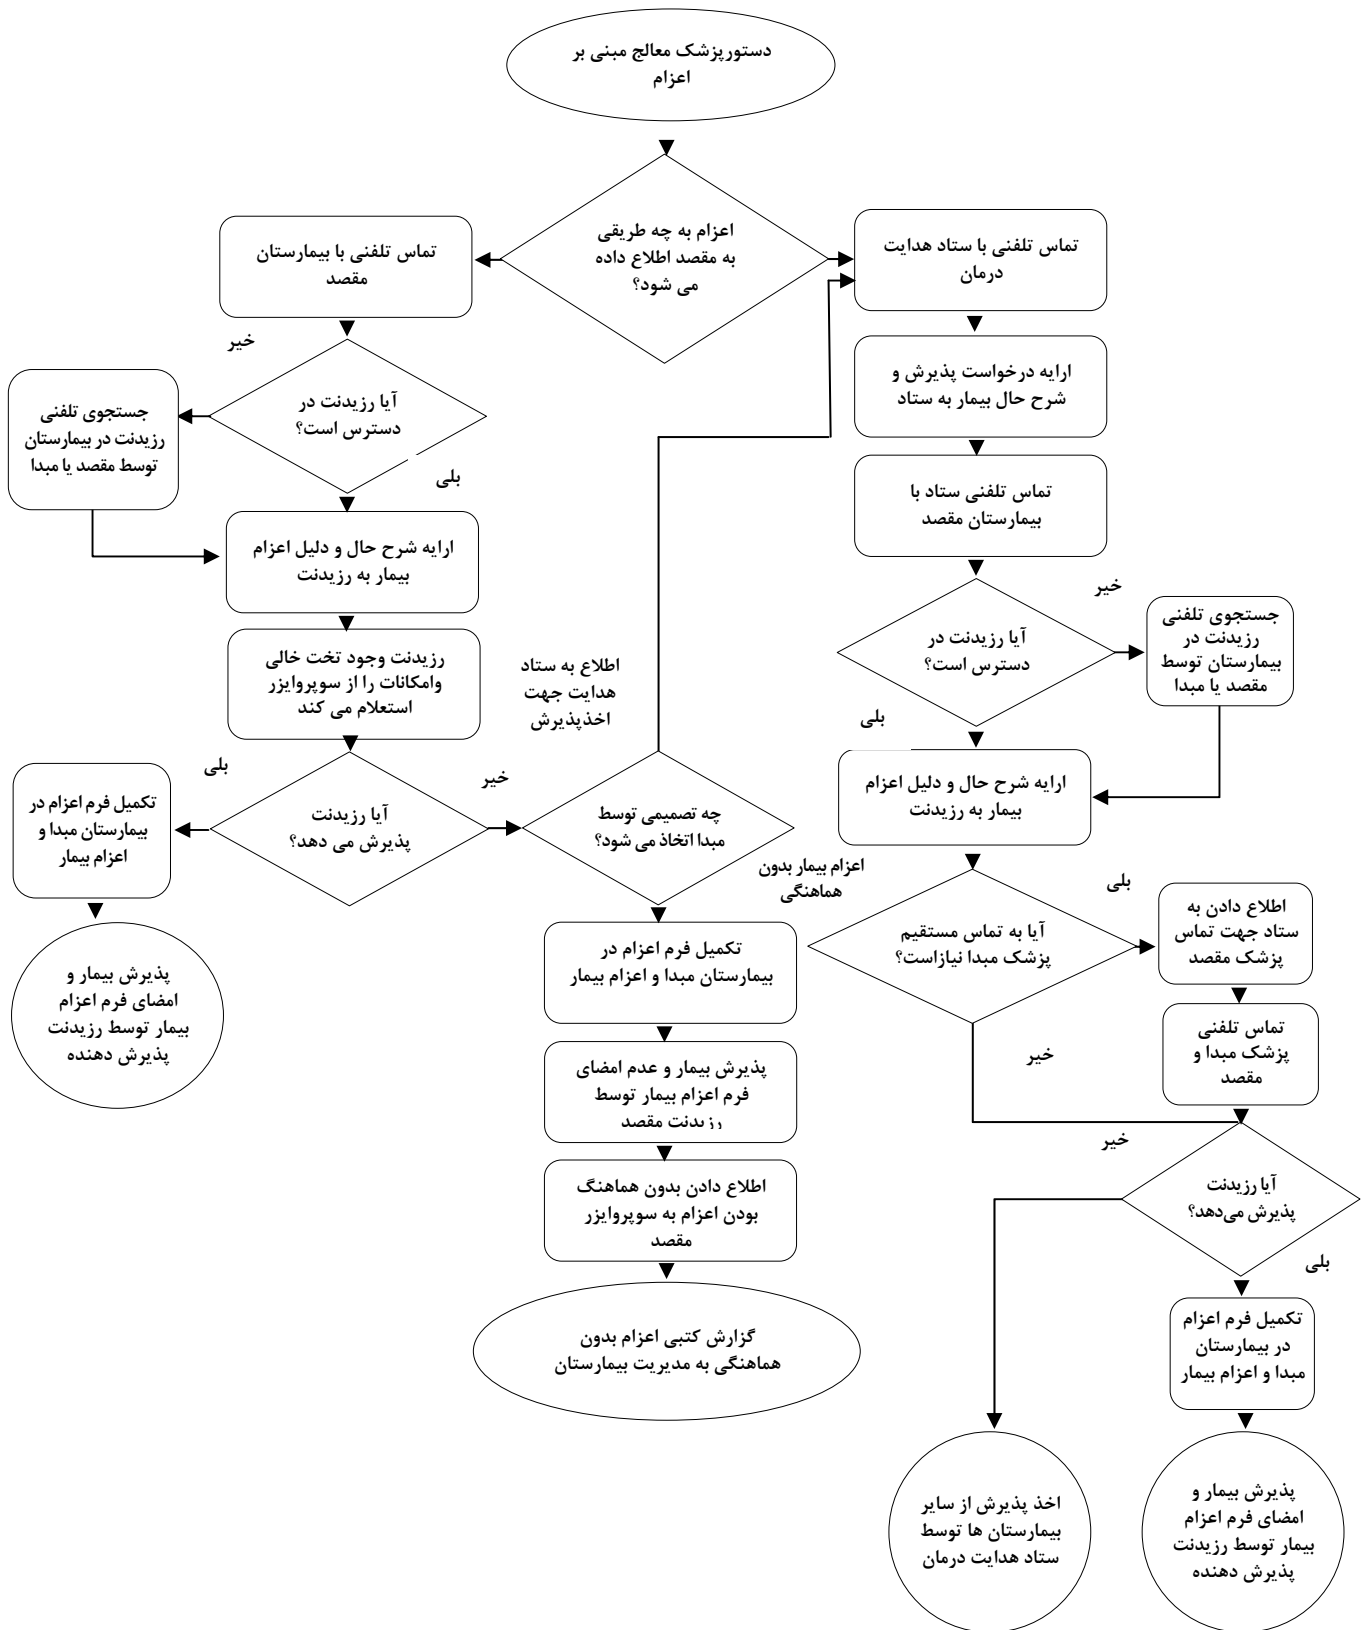 دستورپزشک معالج مبنی بر
اعزام
اعزام به چه طریقی
به مقصد اطلاع داده
می شود؟
تماس تلفنی با ستاد هدایت
درمان
ارایه درخواست پذیرش و
شرح حال بیمار به ستاد
تماس تلفنی ستاد با
بیمارستان مقصد
خیر
آیا رزیدنت در
دسترس است؟
جستجوی تلفنی
رزیدنت در
بیمارستان توسط
مقصد یا مبدا
بلی
ارایه شرح حال و دلیل اعزام
بیمار به رزیدنت
بلی
آیا به تماس مستقیم
پزشک مبدا نیازاست؟
اطلاع دادن به
ستاد جهت تماس
پزشک مقصد
خیر
تماس تلفنی
پزشک مبدا و
مقصد
خیر
آیا رزیدنت
پذیرش می‌دهد؟
بلی
تکمیل فرم اعزام
در بیمارستان
مبدا و اعزام بیمار
پذیرش بیمار و
امضای فرم اعزام
بیمار توسط رزیدنت
پذیرش دهنده
اخذ پذیرش از سایر
بیمارستان ها توسط
ستاد هدایت درمان
تماس تلفنی با بیمارستان
مقصد
خیر
آیا رزیدنت در
دسترس است؟
جستجوی تلفنی
رزیدنت در بیمارستان
توسط مقصد یا مبدا
بلی
ارایه شرح حال و دلیل اعزام
بیمار به رزیدنت
رزیدنت وجود تخت خالی
وامکانات را از سوپروایزر
استعلام می کند
بلی
آیا رزیدنت
پذیرش می دهد؟
خیر
تکمیل فرم اعزام در
بیمارستان مبدا و
اعزام بیمار
پذیرش بیمار و
امضای فرم اعزام
بیمار توسط رزیدنت
پذیرش دهنده
اطلاع به ستاد
هدایت جهت
اخذپذیرش
چه تصمیمی توسط
مبدا اتخاذ می شود؟
اعزام بیمار بدون
هماهنگی
تکمیل فرم اعزام در
بیمارستان مبدا و اعزام بیمار
پذیرش بیمار و عدم امضای
فرم اعزام بیمار توسط
رزیدنت مقصد
اطلاع دادن بدون هماهنگ
بودن اعزام به سوپروایزر
مقصد
گزارش کتبی اعزام بدون
هماهنگی به مدیریت بیمارستان